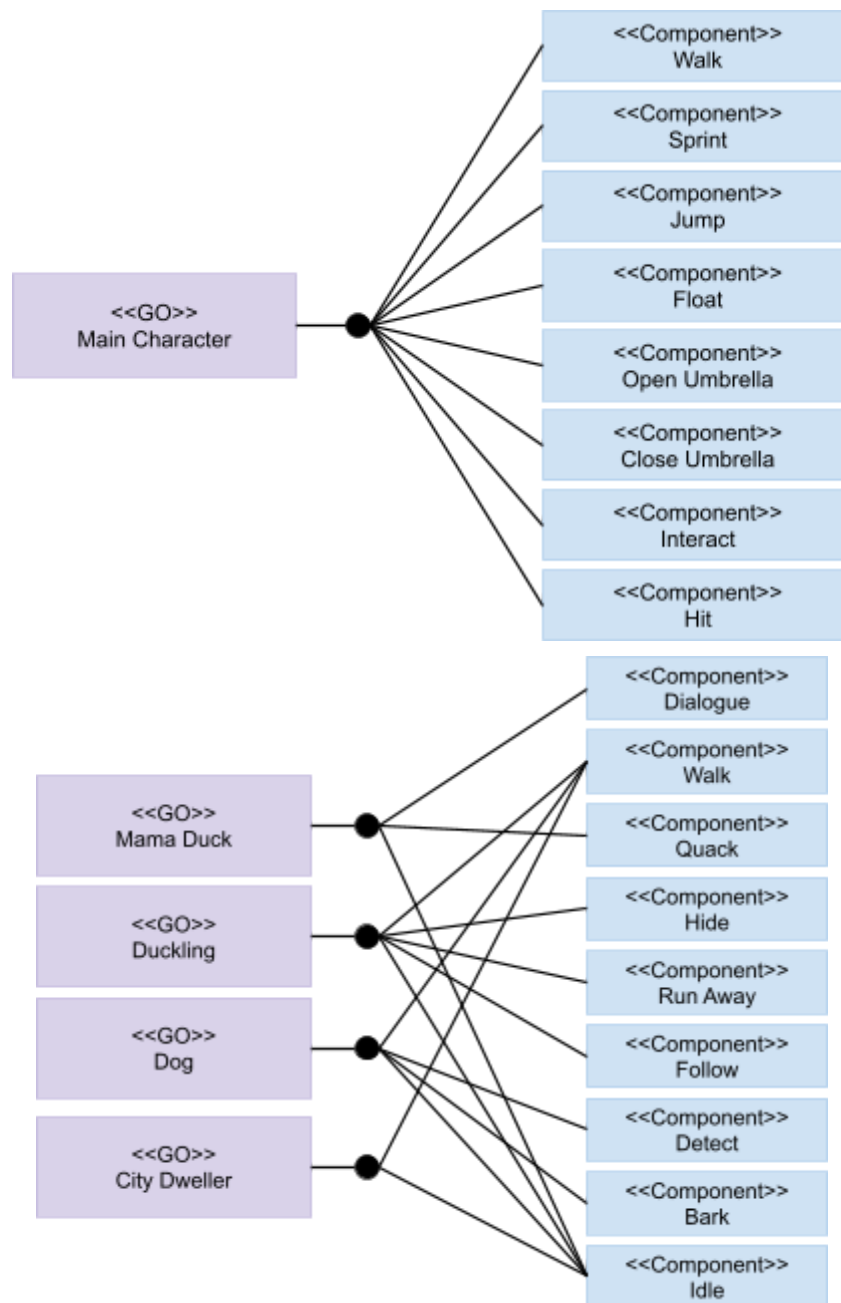 <<Component>>
Walk
<<Component>>
Sprint
<<Component>>
Jump
<<GO>>
Main Character
<<Component>>
Float
<<Component>>
Open Umbrella
<<Component>>
Close Umbrella
<<Component>>
Interact
<<Component>>
Hit
<<GO>>
Mama Duck
<<GO>>
Duckling
<<GO>>
Dog
<<GO>>
City Dweller
<<Component>>
Dialogue
<<Component>>
Walk
<<Component>>
Quack
<<Component>>
Hide
<<Component>>
Run Away
<<Component>>
Follow
<<Component>>
Detect
<<Component>>
Bark
<<Component>>
Idle